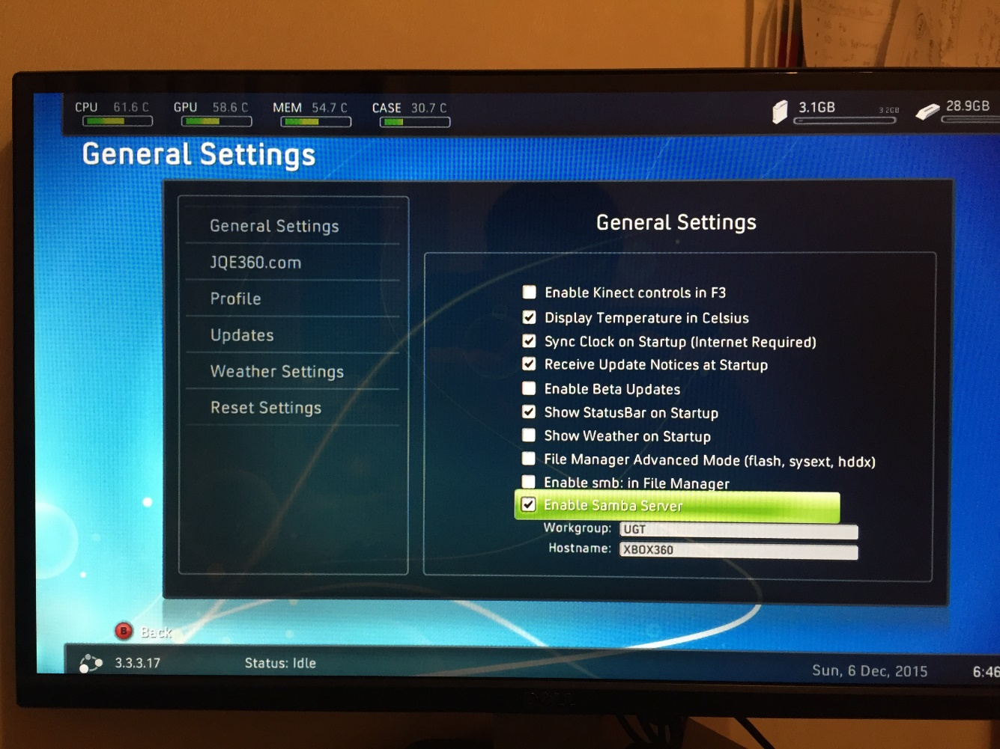 CPU 61.6 C GPU 58.6 C MEM 54.7 C CASE 30.7 C 3.1GB 3.2GB 28.9GB
General Settings
General Settings
JQE360.com
Profile
Updates
Weather Settings
Reset Settings
General Settings
Enable Kinect controls in F3
Display Temperature in Celsius
Sync Clock on Startup (Internet Required)
Receive Update Notices at Startup
Enable Beta Updates
Show StatusBar on Startup
Show Weather on Startup
File Manager Advanced Mode (flash, sysext, hddx)
Enable smb: in File Manager
Enable Samba Server
Workgroup: UGT
Hostname: XBOX360
B Back
3.3.3.17 Status: Idle Sun, 6 Dec, 2015 6:46
DELL